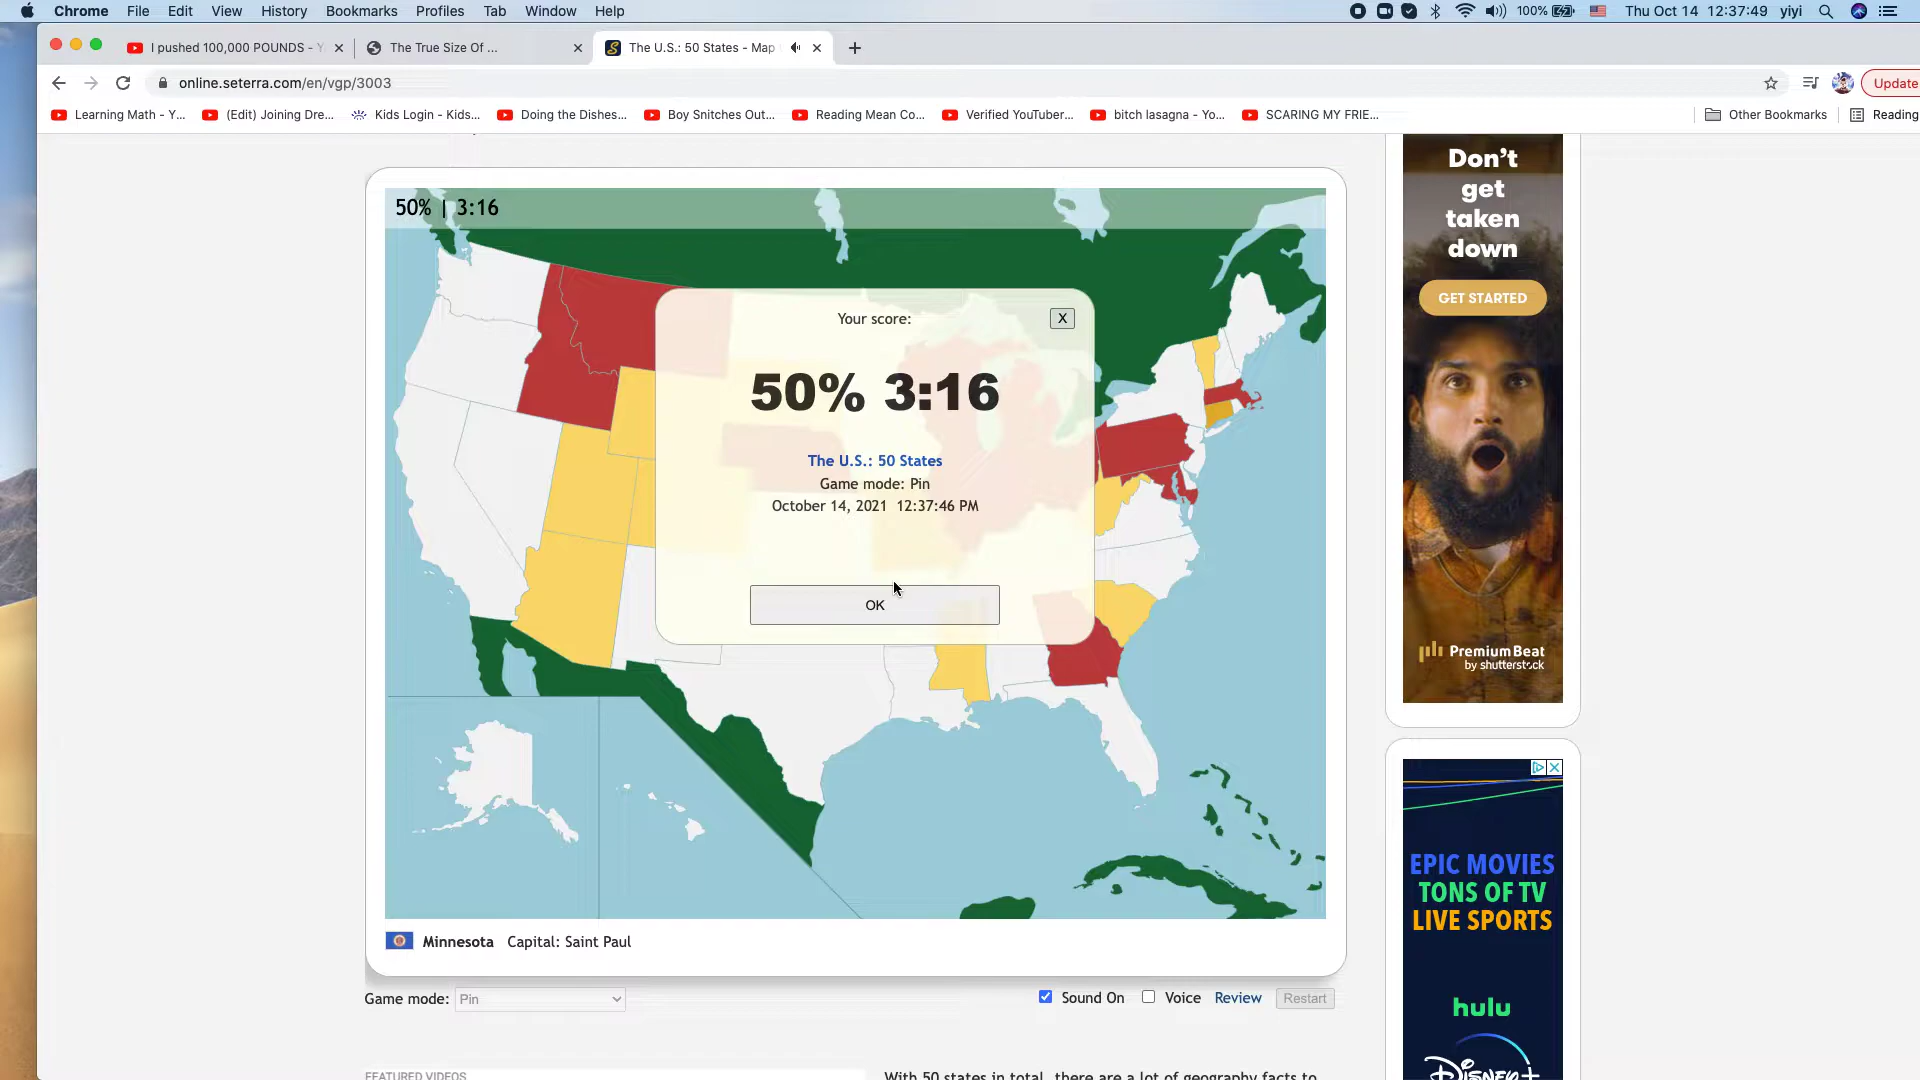 Chrome File Edit View History Bookmarks Profiles Tab Window Help 100% Thu Oct 14 12:37:49 yiyi
I pushed 100,000 POUNDS - The True Size Of ... The U.S.: 50 States - Map
online.seterra.com/en/vgp/3003 Update
Learning Math - Y... (Edit) Joining Dre... Kids Login - Kids... Doing the Dishes... Boy Snitches Out... Reading Mean Co... Verified YouTuber... bitch lasagna - Yo... SCARING MY FRIE... Other Bookmarks Reading
50% | 3:16
Your score:
X
50% 3:16
The U.S.: 50 States
Game mode: Pin
October 14, 2021 12:37:46 PM
OK
Minnesota Capital: Saint Paul
Game mode: Pin Sound On Voice Review Restart
FEATURED VIDEOS
With 50 states in total, there are a lot of geography facts to
Don't
get
taken
down
GET STARTED
PremiumBeat
by shutterstock
EPIC MOVIES
TONS OF TV
LIVE SPORTS
hulu
Disney+